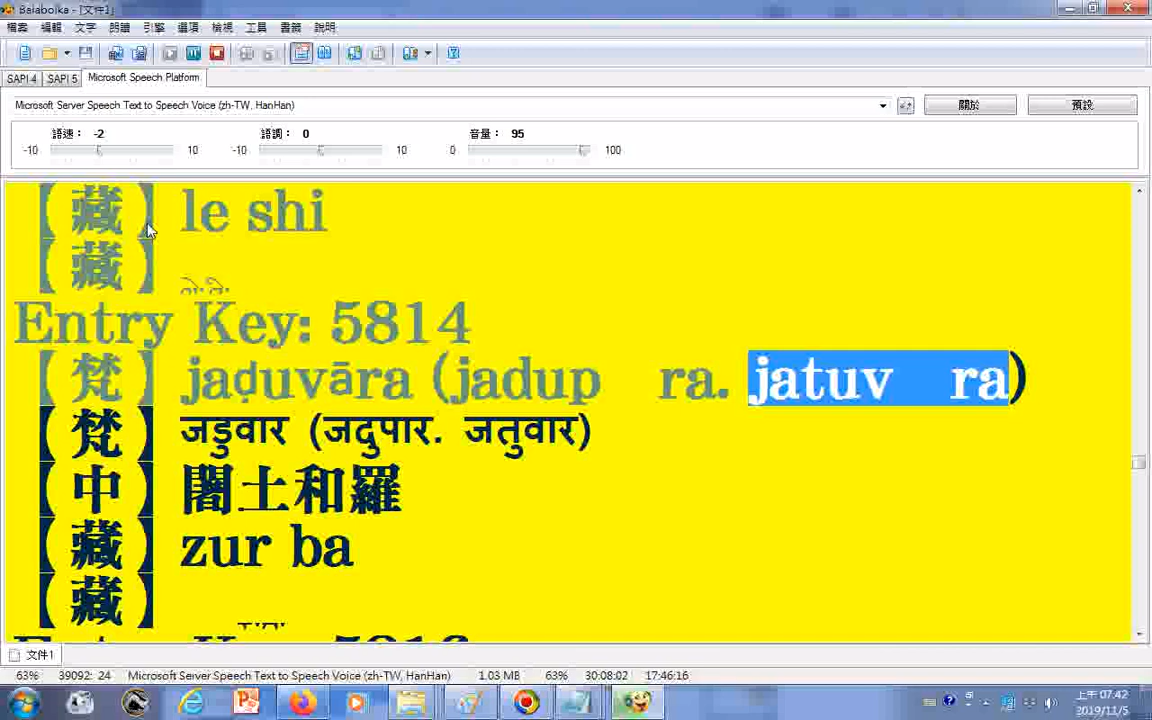 Balabolka - [文件1]
檔案 編輯 文字 朗讀 引擎 選項 檢視 工具 書籤 說明
SAPI 4 SAPI 5 Microsoft Speech Platform
Microsoft Server Speech Text to Speech Voice (zh-TW, HanHan) 關於 預設
語速： -2 語調： 0 音量： 95
-10 10 -10 10 0 100
【 藏 】 le shi
【 藏 】
Entry Key: 5814
【 梵 】 jaḍuvāra (jadup ra. jatuv ra)
【 梵 】 जडुवार (जदुपार. जतुवार)
【 中 】 闍土和羅
【 藏 】 zur ba
【 藏 】
文件1
63% 39092: 24 Microsoft Server Speech Text to Speech Voice (zh-TW, HanHan) 1.03 MB 63% 30:08:02 17:46:16
上午 07:42
2019/11/5